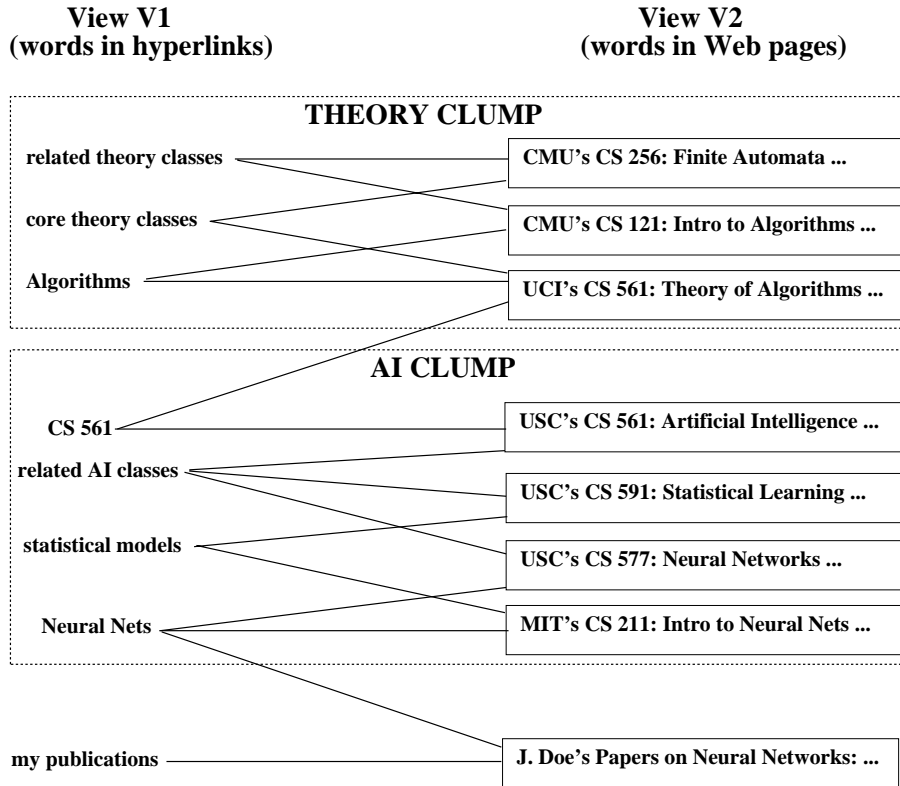 View V1
(words in hyperlinks)
View V2
(words in Web pages)
THEORY CLUMP
related theory classes
CMU's CS 256: Finite Automata ...
core theory classes
CMU's CS 121: Intro to Algorithms ...
Algorithms
UCI's CS 561: Theory of Algorithms ...
AI CLUMP
CS 561
USC's CS 561: Artificial Intelligence ...
related AI classes
USC's CS 591: Statistical Learning ...
statistical models
USC's CS 577: Neural Networks ...
Neural Nets
MIT's CS 211: Intro to Neural Nets ...
my publications
J. Doe's Papers on Neural Networks: ...